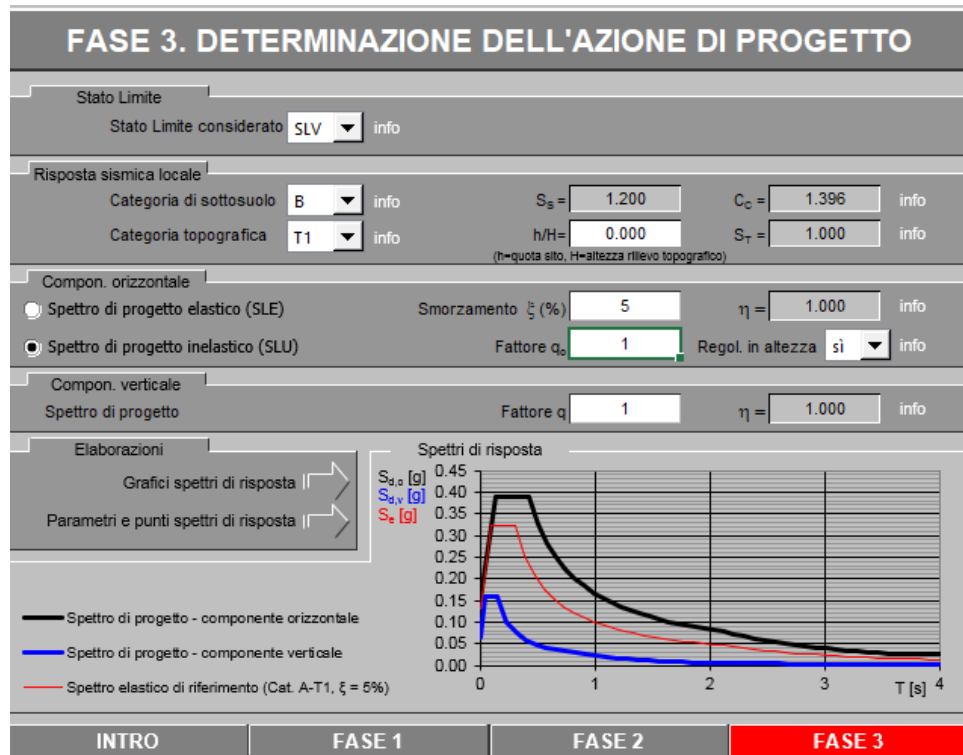 FASE 3. DETERMINAZIONE DELL'AZIONE DI PROGETTO
Stato Limite
Stato Limite considerato SLV info
Risposta sismica locale
Categoria di sottosuolo B info SS = 1.200 CC = 1.396 info
Categoria topografica T1 info h/H= 0.000 ST = 1.000 info
(h=quota sito, H=altezza rilievo topografico)
Compon. orizzontale
Spettro di progetto elastico (SLE) Smorzamento ξ (%) 5 η = 1.000 info
Spettro di progetto inelastico (SLU) Fattore qo 1 Regol. in altezza sì info
Compon. verticale
Spettro di progetto Fattore q 1 η = 1.000 info
Elaborazioni
Grafici spettri di risposta
Parametri e punti spettri di risposta
Spettri di risposta
Sd,o [g]
Sd,v [g]
Se [g]
0.45
0.40
0.35
0.30
0.25
0.20
0.15
0.10
0.05
0.00
0 1 2 3 T [s] 4
Spettro di progetto - componente orizzontale
Spettro di progetto - componente verticale
Spettro elastico di riferimento (Cat. A-T1, ξ = 5%)
INTRO FASE 1 FASE 2 FASE 3